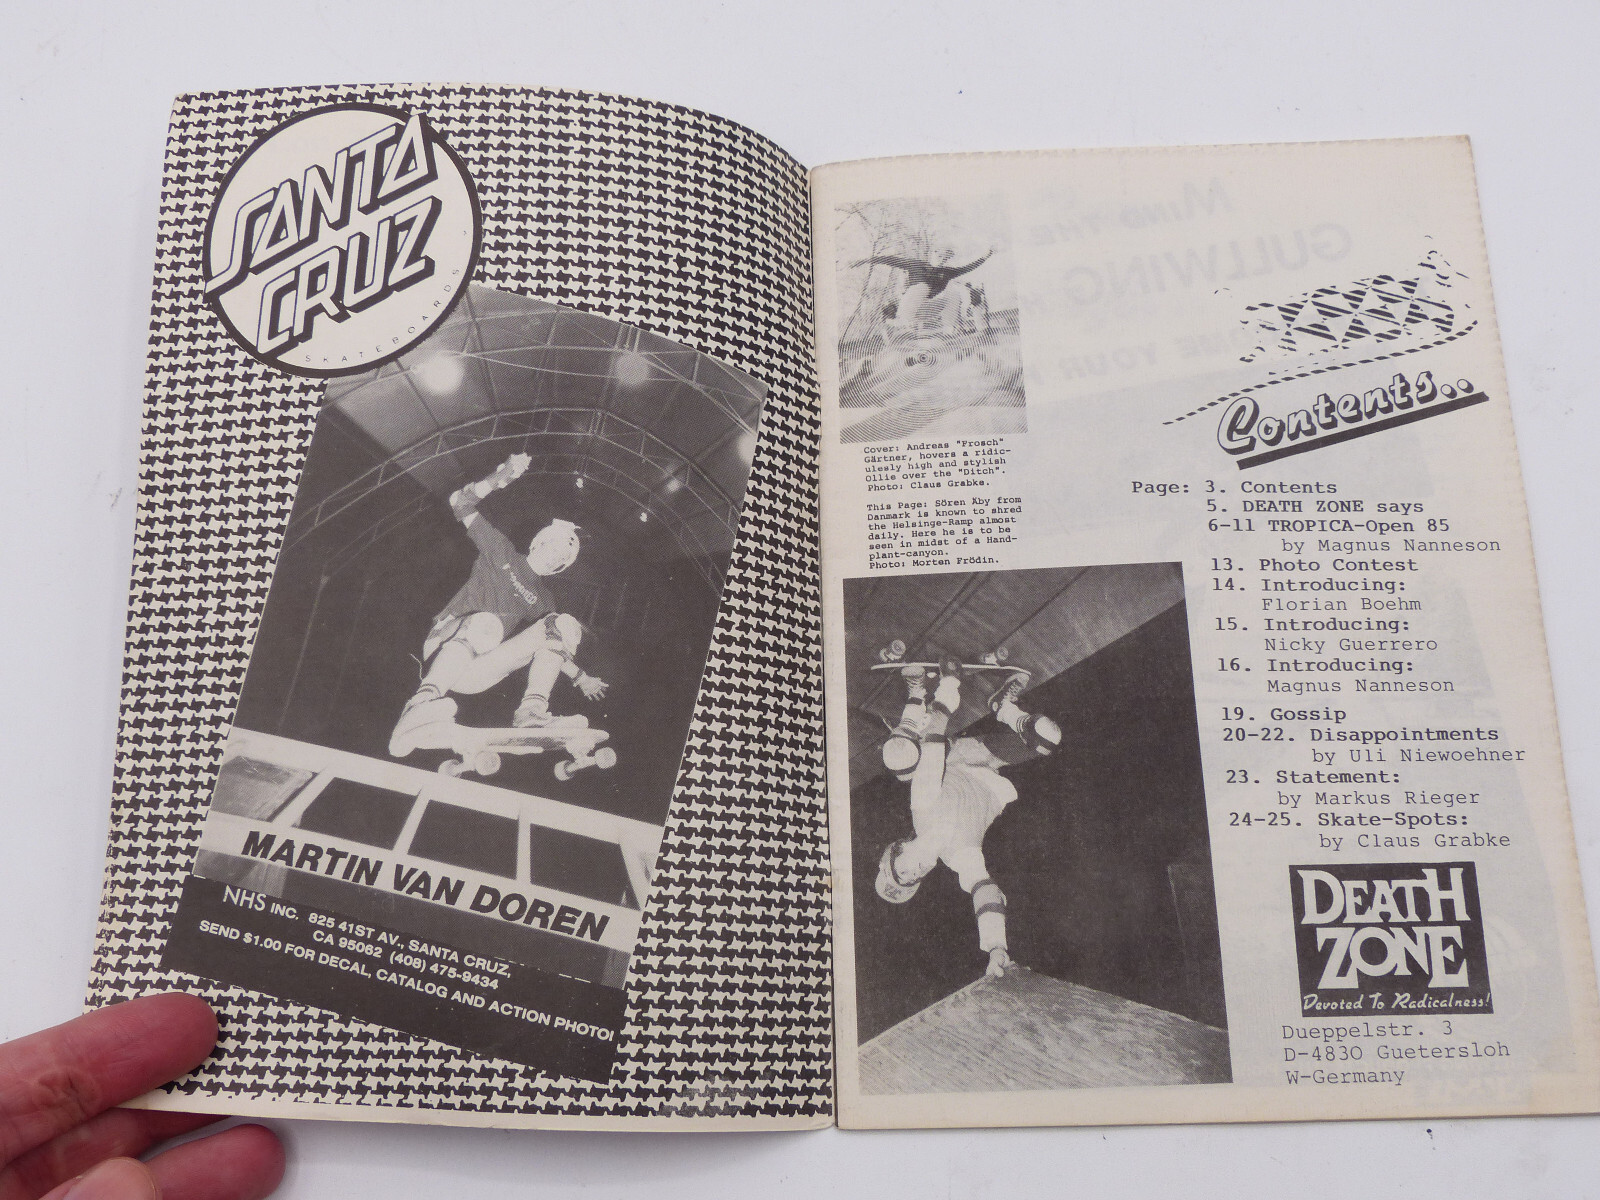 SANTA
CRUZ
SKATEBOARDS
MARTIN VAN DOREN
NHS INC. 825 41ST AV., SANTA CRUZ,
CA 95062 (408) 475-9434
SEND $1.00 FOR DECAL, CATALOG AND ACTION PHOTO!
Cover: Andreas "Frosch"
Gärtner, hovers a ridic-
ulesly high and stylish
Ollie over the "Ditch".
Photo: Claus Grabke.
This Page: Sören Aby from
Danmark is known to shred
the Helsinge-Ramp almost
daily. Here he is to be
seen in midst of a Hand-
plant-canyon.
Photo: Morten Frödin.
Contents..
Page: 3. Contents
5. DEATH ZONE says
6-11 TROPICA-Open 85
by Magnus Nanneson
13. Photo Contest
14. Introducing:
Florian Boehm
15. Introducing:
Nicky Guerrero
16. Introducing:
Magnus Nanneson
19. Gossip
20-22. Disappointments
by Uli Niewoehner
23. Statement:
by Markus Rieger
24-25. Skate-Spots:
by Claus Grabke
DEATH
ZONE
Devoted To Radicalness!
Dueppelstr. 3
D-4830 Guetersloh
W-Germany